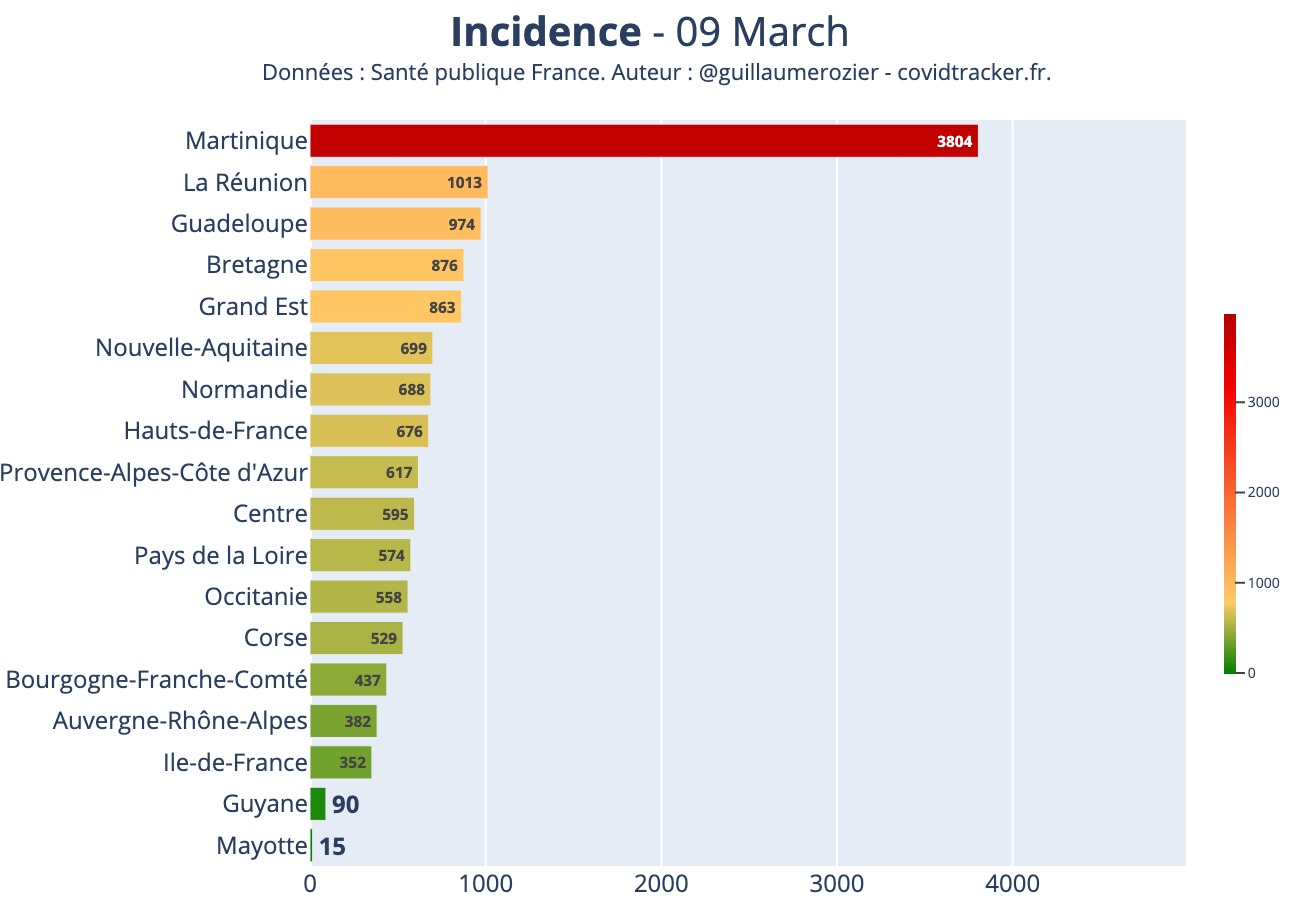 Incidence - 09 March
Données : Santé publique France. Auteur : @guillaumerozier - covidtracker.fr.
Martinique 3804
La Réunion 1013
Guadeloupe 974
Bretagne 876
Grand Est 863
Nouvelle-Aquitaine 699
Normandie 688
Hauts-de-France 676
Provence-Alpes-Côte d'Azur 617
Centre 595
Pays de la Loire 574
Occitanie 558
Corse 529
Bourgogne-Franche-Comté 437
Auvergne-Rhône-Alpes 382
Ile-de-France 352
Guyane 90
Mayotte 15
0 1000 2000 3000 4000
3000
2000
1000
0